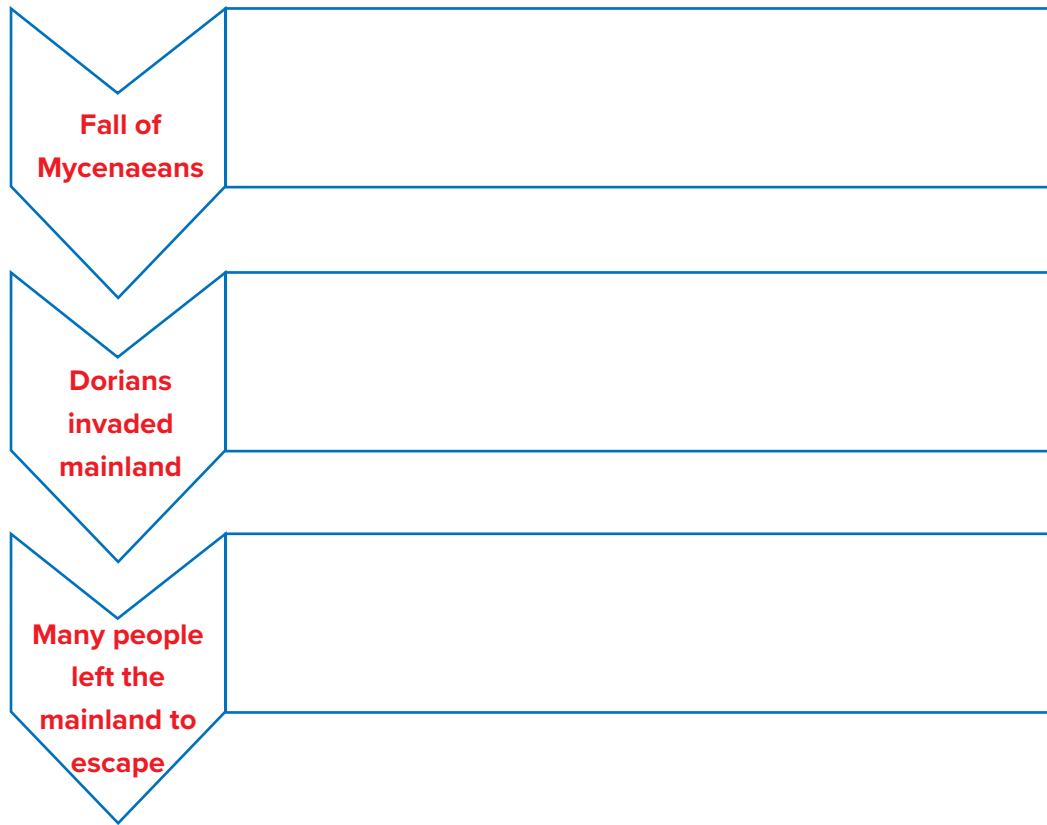 Fall of
Mycenaeans
Dorians
invaded
mainland
Many people
left the
mainland to
escape